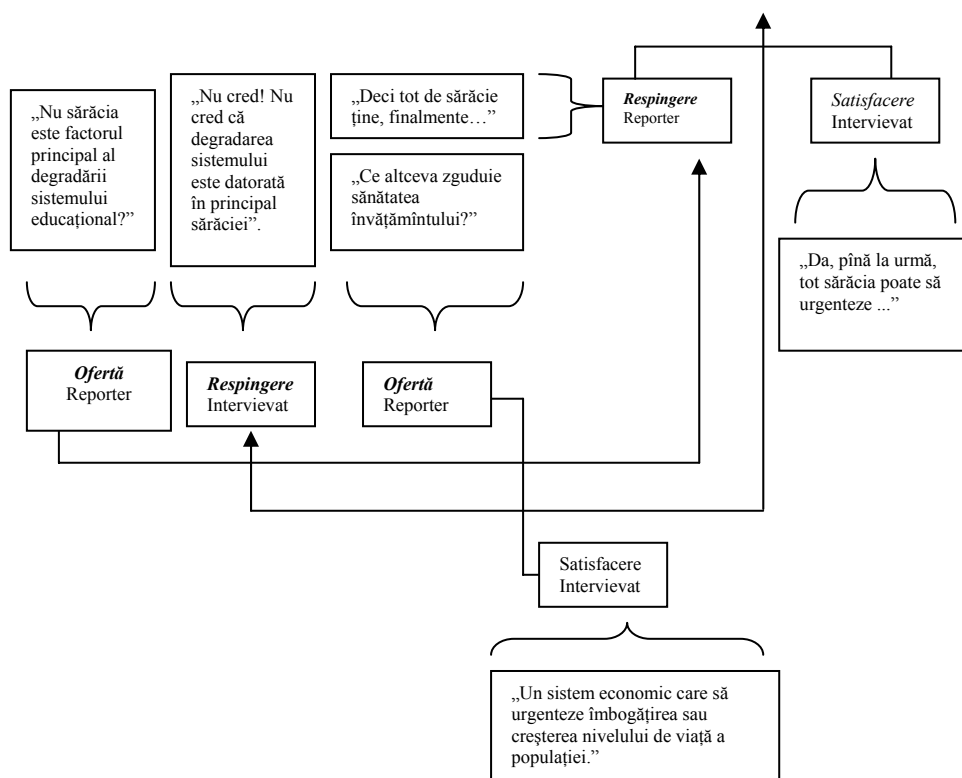 „Nu sărăcia
este factorul
principal al
degradării
sistemului
educațional?”
„Nu cred! Nu
cred că
degradarea
sistemului
este datorată
în principal
sărăciei”.
„Deci tot de sărăcie
ține, finalmente…”
„Ce altceva zguduie
sănătatea
învățămîntului?”
Respingere
Reporter
Satisfacere
Intervievat
„Da, pînă la urmă,
tot sărăcia poate să
urgenteze ...”
Ofertă
Reporter
Respingere
Intervievat
Ofertă
Reporter
Satisfacere
Intervievat
„Un sistem economic care să
urgenteze îmbogățirea sau
creşterea nivelului de viață a
populației.”